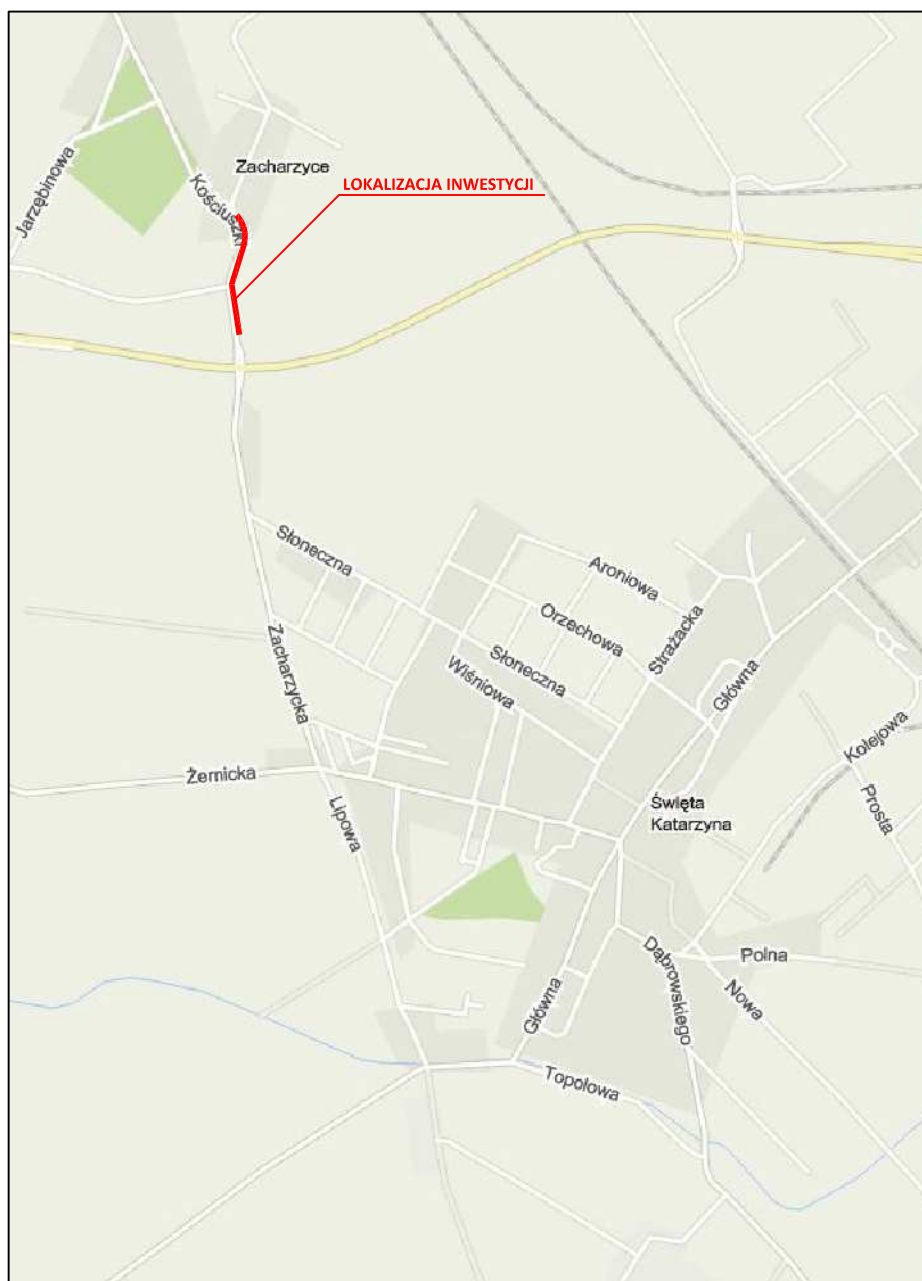 Zacharzyce
LOKALIZACJA INWESTYCJI
Jarzębinowa
Kościuszki
Słoneczna
Aroniowa
Orzechowa
Strażacka
Zacharzycka
Słoneczna
Wiśniowa
Główna
Kolejowa
Żernicka
Prosta
Lipowa
Święta
Katarzyna
Polna
Dąbrowskiego
Nowa
Główna
Topolowa